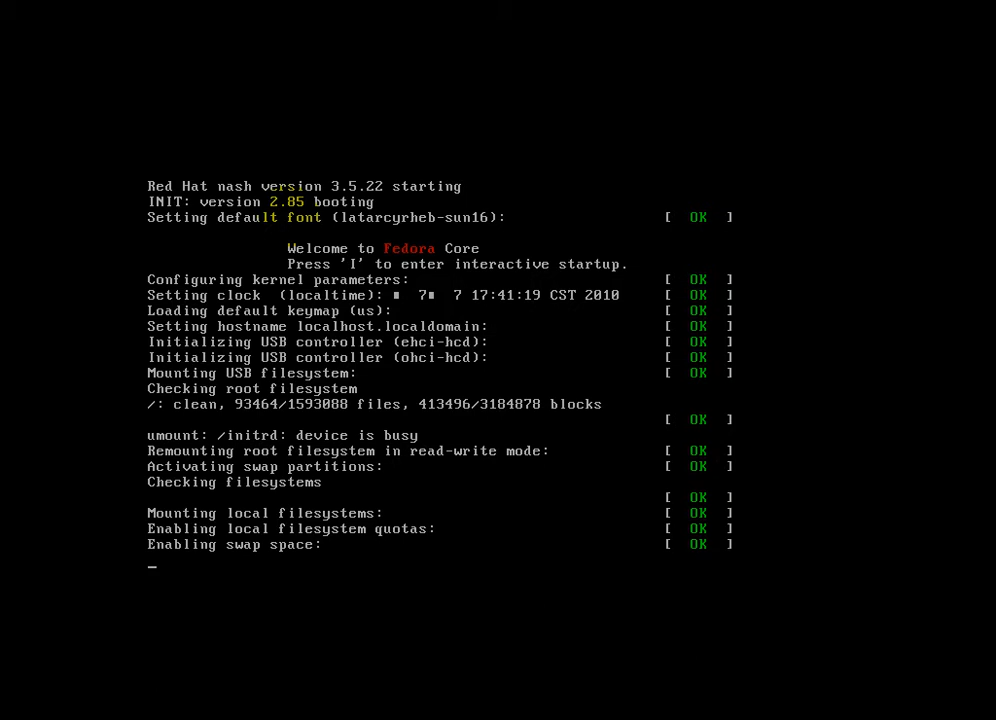 Red Hat nash version 3.5.22 starting
INIT: version 2.85 booting
Setting default font (latarcyrheb-sun16): [ OK ]
Welcome to Fedora Core
Press 'I' to enter interactive startup.
Configuring kernel parameters: [ OK ]
Setting clock (localtime): ▪ 7▪ 7 17:41:19 CST 2010 [ OK ]
Loading default keymap (us): [ OK ]
Setting hostname localhost.localdomain: [ OK ]
Initializing USB controller (ehci-hcd): [ OK ]
Initializing USB controller (ohci-hcd): [ OK ]
Mounting USB filesystem: [ OK ]
Checking root filesystem
/: clean, 93464/1593088 files, 413496/3184878 blocks
[ OK ]
umount: /initrd: device is busy
Remounting root filesystem in read-write mode: [ OK ]
Activating swap partitions: [ OK ]
Checking filesystems
[ OK ]
Mounting local filesystems: [ OK ]
Enabling local filesystem quotas: [ OK ]
Enabling swap space: [ OK ]
_